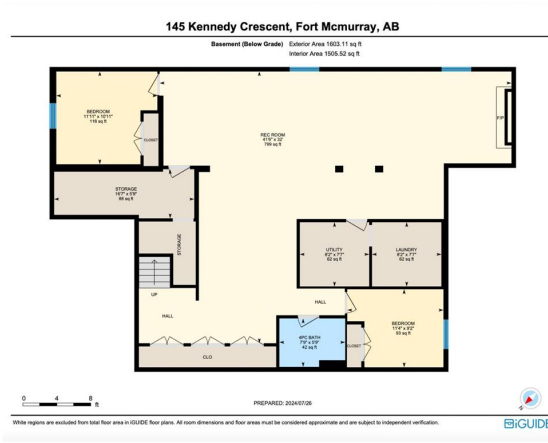 145 Kennedy Crescent, Fort Mcmurray, AB
Basement (Below Grade) Exterior Area 1603.11 sq ft
Interior Area 1505.52 sq ft
BEDROOM
11'11" x 10'11"
118 sq ft
CLOSET
REC ROOM
41'6" x 32'
799 sq ft
F/P
STORAGE
16'7" x 5'8"
88 sq ft
STORAGE
UTILITY
8'2" x 7'7"
62 sq ft
LAUNDRY
8'2" x 7'7"
62 sq ft
UP
HALL
HALL
BEDROOM
11'4" x 9'2"
93 sq ft
4PC BATH
7'9" x 5'9"
42 sq ft
CLOSET
CLO
0 4 8
ft
PREPARED: 2024/07/26
N
White regions are excluded from total floor area in iGUIDE floor plans. All room dimensions and floor areas must be considered approximate and are subject to independent verification.
iGUIDE